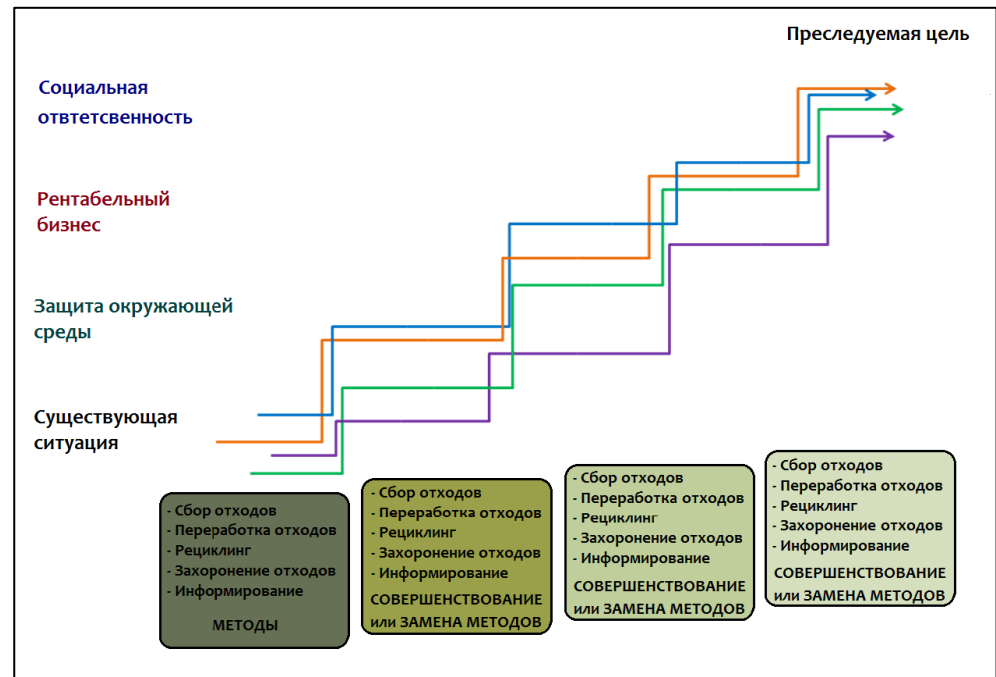 Преследуемая цель
Социальная
отвтетсвенность
Рентабельный
бизнес
Защита окружающей
среды
Существующая
ситуация
- Сбор отходов
- Переработка отходов
- Рециклинг
- Захоронение отходов
- Информирование
МЕТОДЫ
- Сбор отходов
- Переработка отходов
- Рециклинг
- Захоронение отходов
- Информирование
СОВЕРШЕНСТВОВАНИЕ
или ЗАМЕНА МЕТОДОВ
- Сбор отходов
- Переработка отходов
- Рециклинг
- Захоронение отходов
- Информирование
СОВЕРШЕНСТВОВАНИЕ
или ЗАМЕНА МЕТОДОВ
- Сбор отходов
- Переработка отходов
- Рециклинг
- Захоронение отходов
- Информирование
СОВЕРШЕНСТВОВАНИЕ
или ЗАМЕНА МЕТОДОВ